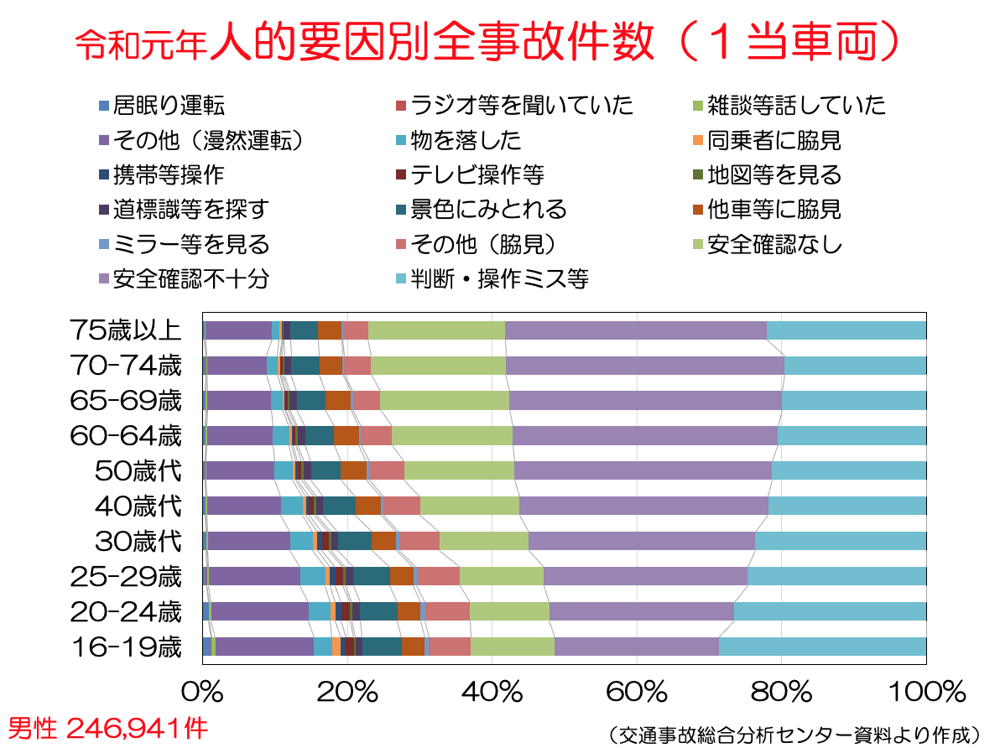 令和元年人的要因別全事故件数（１当車両）
居眠り運転 ラジオ等を聞いていた 雑談等話していた
その他（漫然運転） 物を落した 同乗者に脇見
携帯等操作 テレビ操作等 地図等を見る
道標識等を探す 景色にみとれる 他車等に脇見
ミラー等を見る その他（脇見） 安全確認なし
安全確認不十分 判断・操作ミス等
75歳以上
70-74歳
65-69歳
60-64歳
50歳代
40歳代
30歳代
25-29歳
20-24歳
16-19歳
0% 20% 40% 60% 80% 100%
男性 246,941件
（交通事故総合分析センター資料より作成）